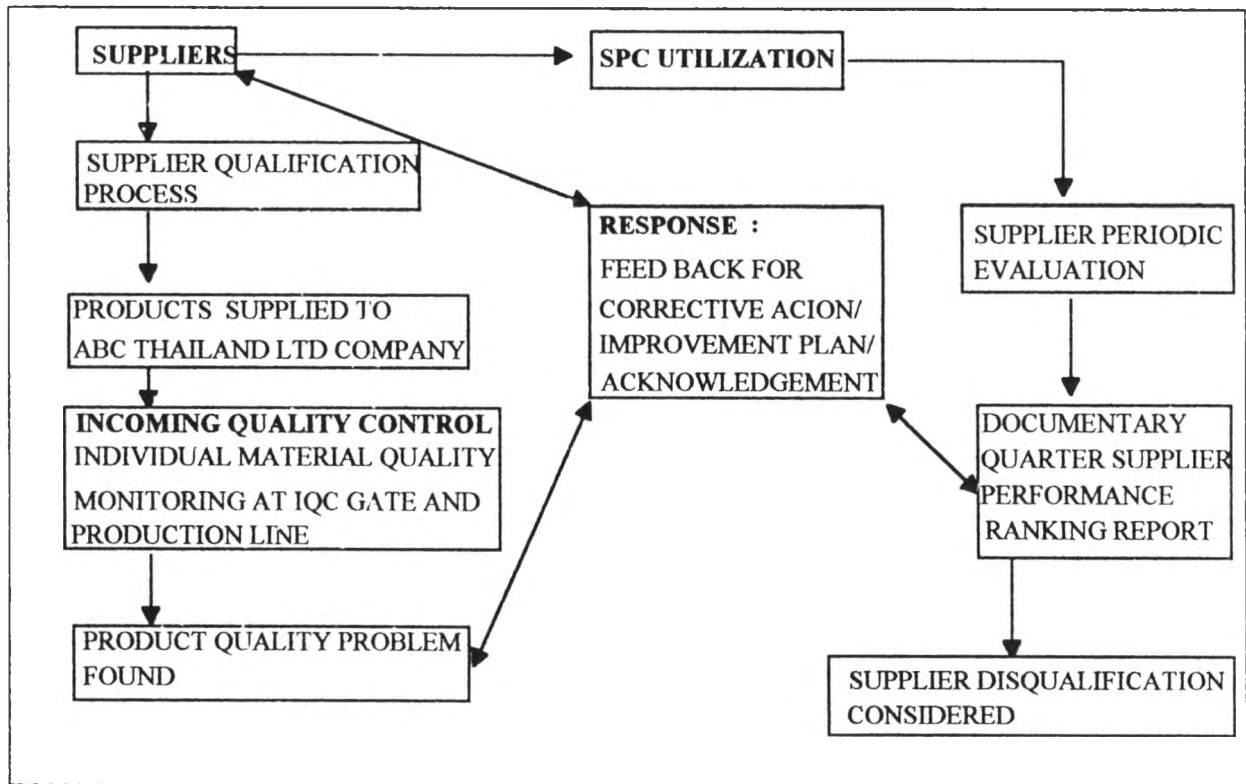 SUPPLIERS
SPC UTILIZATION
SUPPLIER QUALIFICATION
PROCESS
RESPONSE :
FEED BACK FOR
CORRECTIVE ACION/
IMPROVEMENT PLAN/
ACKNOWLEDGEMENT
SUPPLIER PERIODIC
EVALUATION
PRODUCTS SUPPLIED TO
ABC THAILAND LTD COMPANY
INCOMING QUALITY CONTROL
INDIVIDUAL MATERIAL QUALITY
MONITORING AT IQC GATE AND
PRODUCTION LINE
DOCUMENTARY
QUARTER SUPPLIER
PERFORMANCE
RANKING REPORT
PRODUCT QUALITY PROBLEM
FOUND
SUPPLIER DISQUALIFICATION
CONSIDERED